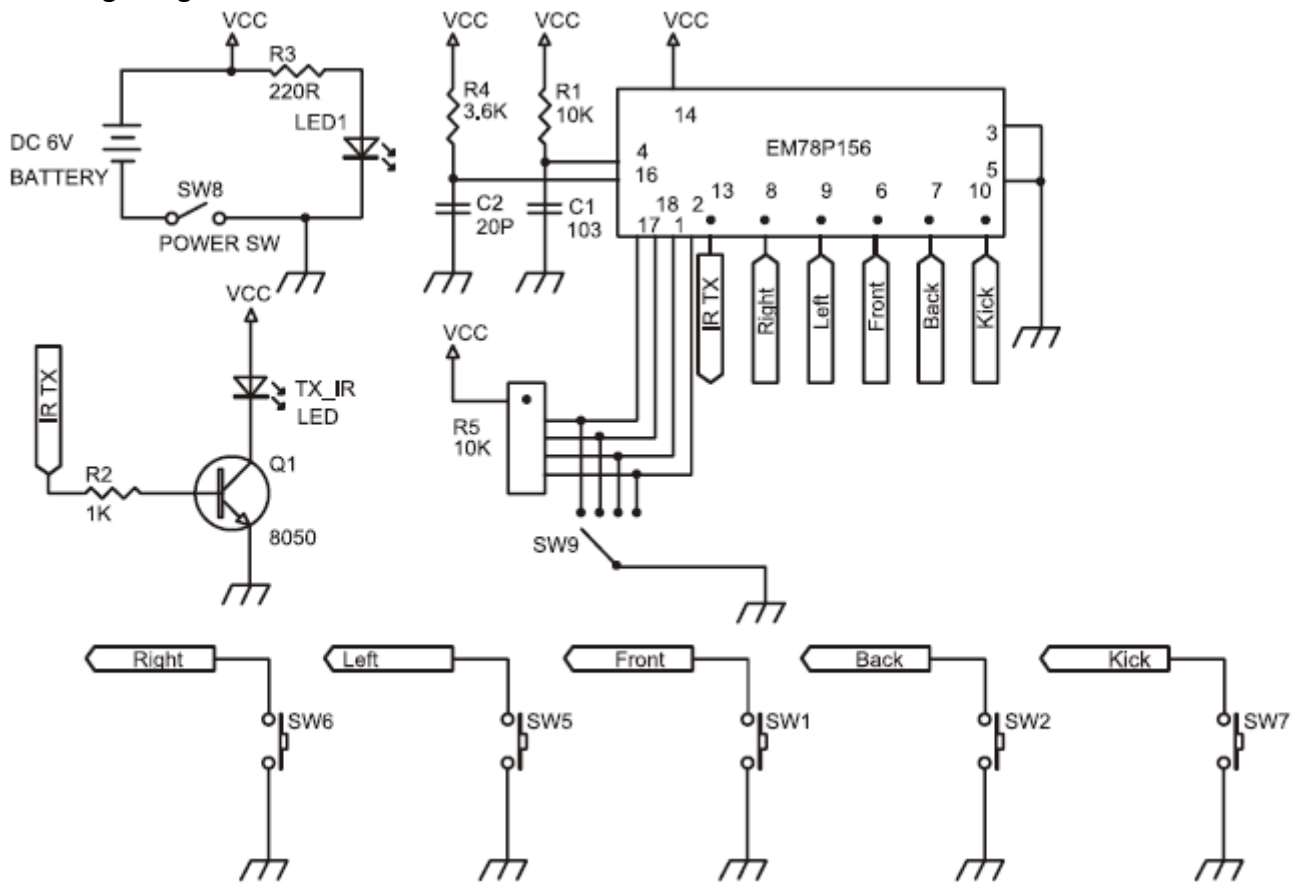 VCC
R3
220R
LED1
DC 6V
BATTERY
SW8
POWER SW
VCC
R4
3.6K
C2
20P
VCC
R1
10K
C1
103
VCC
14
EM78P156
4
16
3
5
17
18
1
2
13
8
9
6
7
10
IR TX
Right
Left
Front
Back
Kick
VCC
TX_IR
LED
IR TX
R2
1K
Q1
8050
VCC
R5
10K
SW9
Right
SW6
Left
SW5
Front
SW1
Back
SW2
Kick
SW7